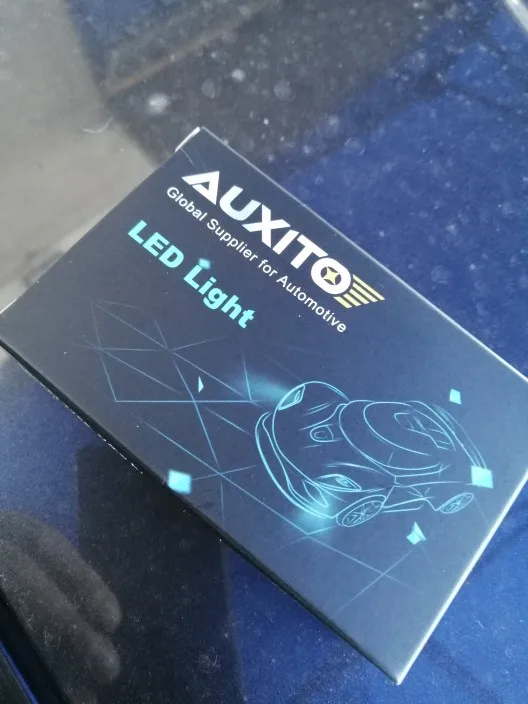 AUXITO
Global Supplier for Automotive
LED Light